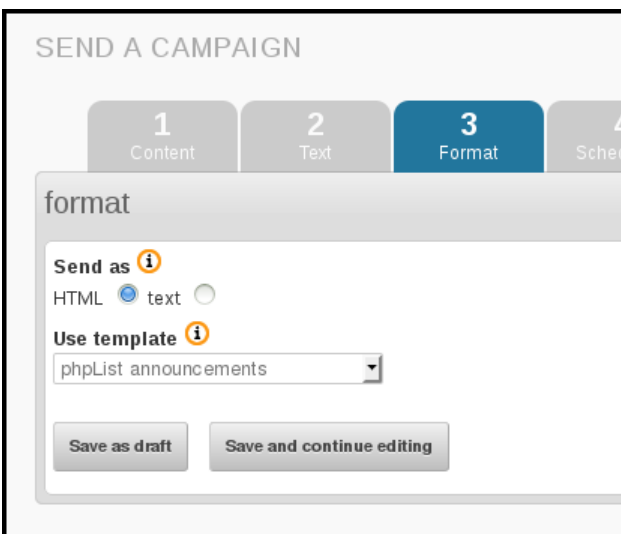 SEND A CAMPAIGN
1 2 3
Content Text Format
format
Send as i
HTML text
Use template i
phpList announcements
Save as draft Save and continue editing